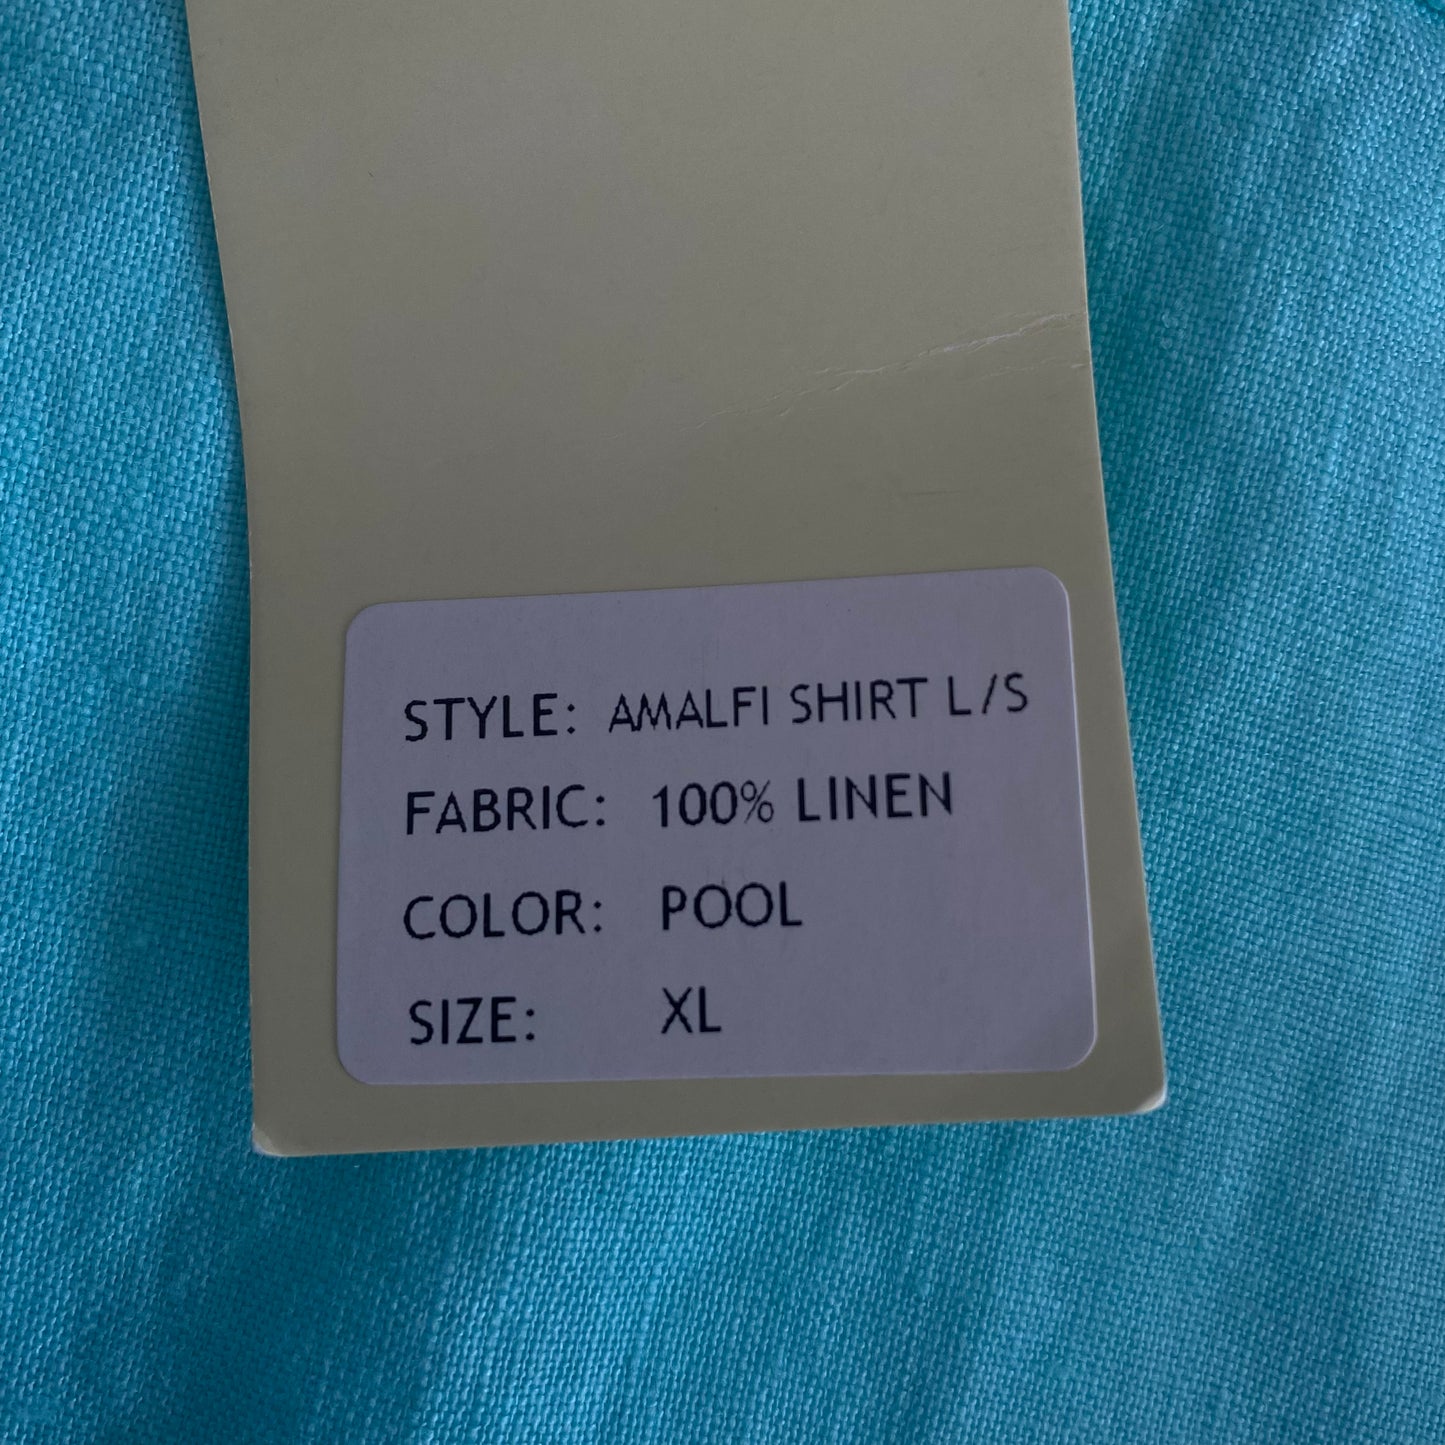 STYLE: AMALFI SHIRT L/S
FABRIC: 100% LINEN
COLOR: POOL
SIZE: XL